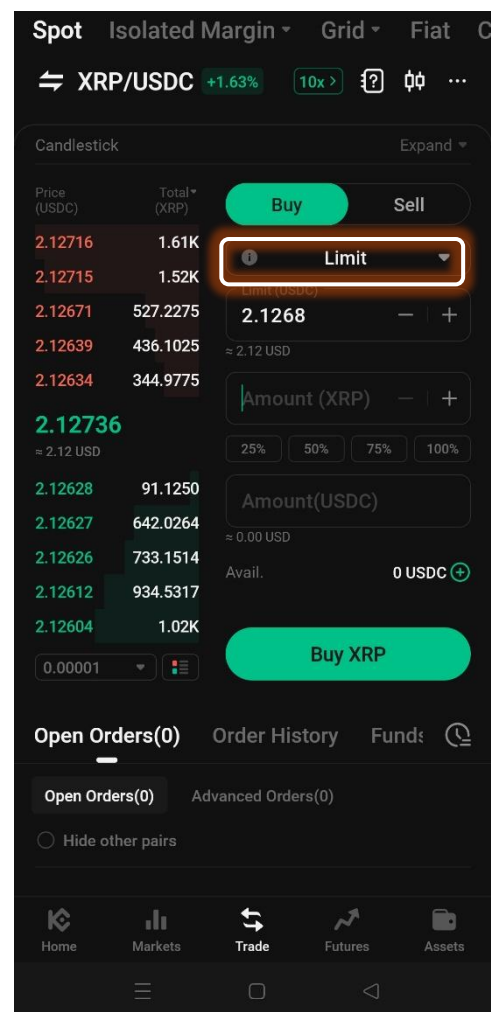 Spot Isolated Margin Grid Fiat C
XRP/USDC +1.63% 10x >
Candlestick Expand
Price Total
(USDC) (XRP)
Buy Sell
2.12716 1.61K
2.12715 1.52K
2.12671 527.2275
2.12639 436.1025
2.12634 344.9775
2.12736
≈ 2.12 USD
2.12628 91.1250
2.12627 642.0264
2.12626 733.1514
2.12612 934.5317
2.12604 1.02K
0.00001
Limit
Limit (USDC)
2.1268
≈ 2.12 USD
Amount (XRP)
25% 50% 75% 100%
Amount(USDC)
≈ 0.00 USD
Avail. 0 USDC
Buy XRP
Open Orders(0) Order History Funds
Open Orders(0) Advanced Orders(0)
Hide other pairs
Home Markets Trade Futures Assets